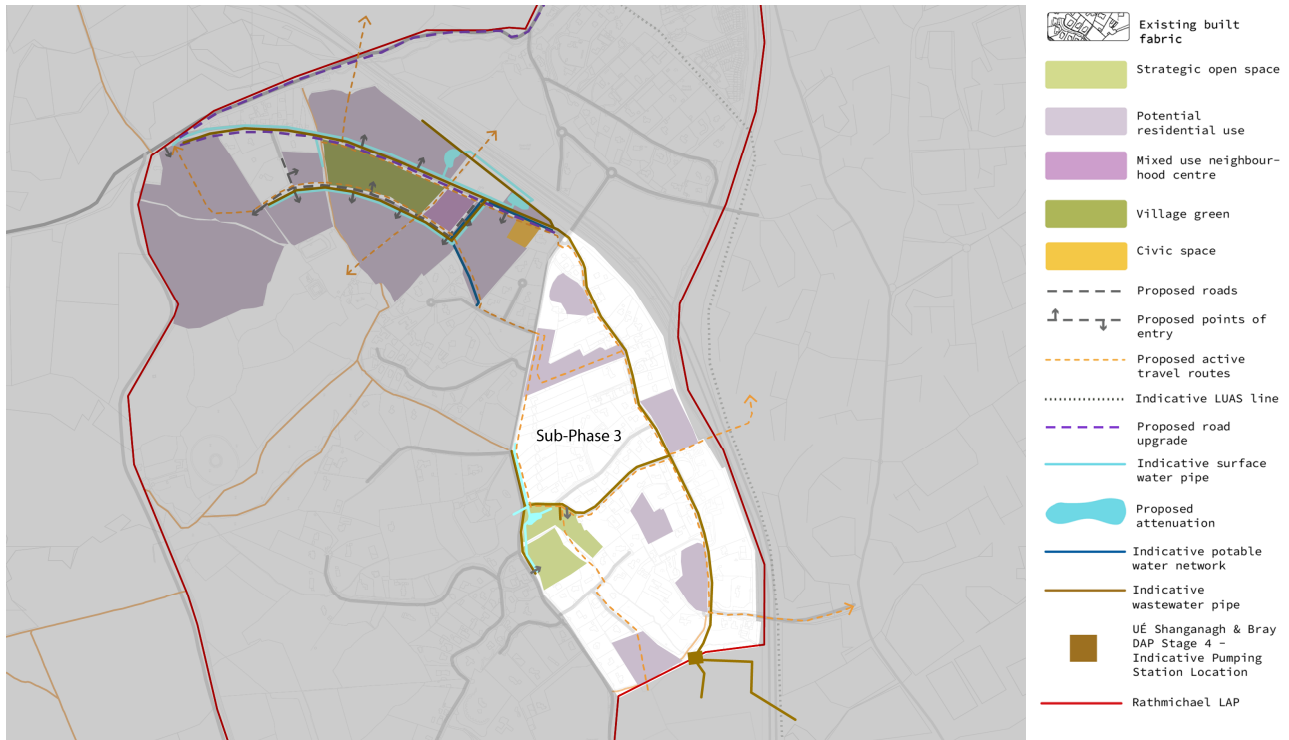 Existing built
fabric
Strategic open space
Potential
residential use
Mixed use neighbour-
hood centre
Village green
Civic space
Proposed roads
Proposed points of
entry
Proposed active
travel routes
Indicative LUAS line
Proposed road
upgrade
Indicative surface
water pipe
Proposed
attenuation
Indicative potable
water network
Indicative
wastewater pipe
UÉ Shanganagh & Bray
DAP Stage 4 –
Indicative Pumping
Station Location
Rathmichael LAP
Sub-Phase 3